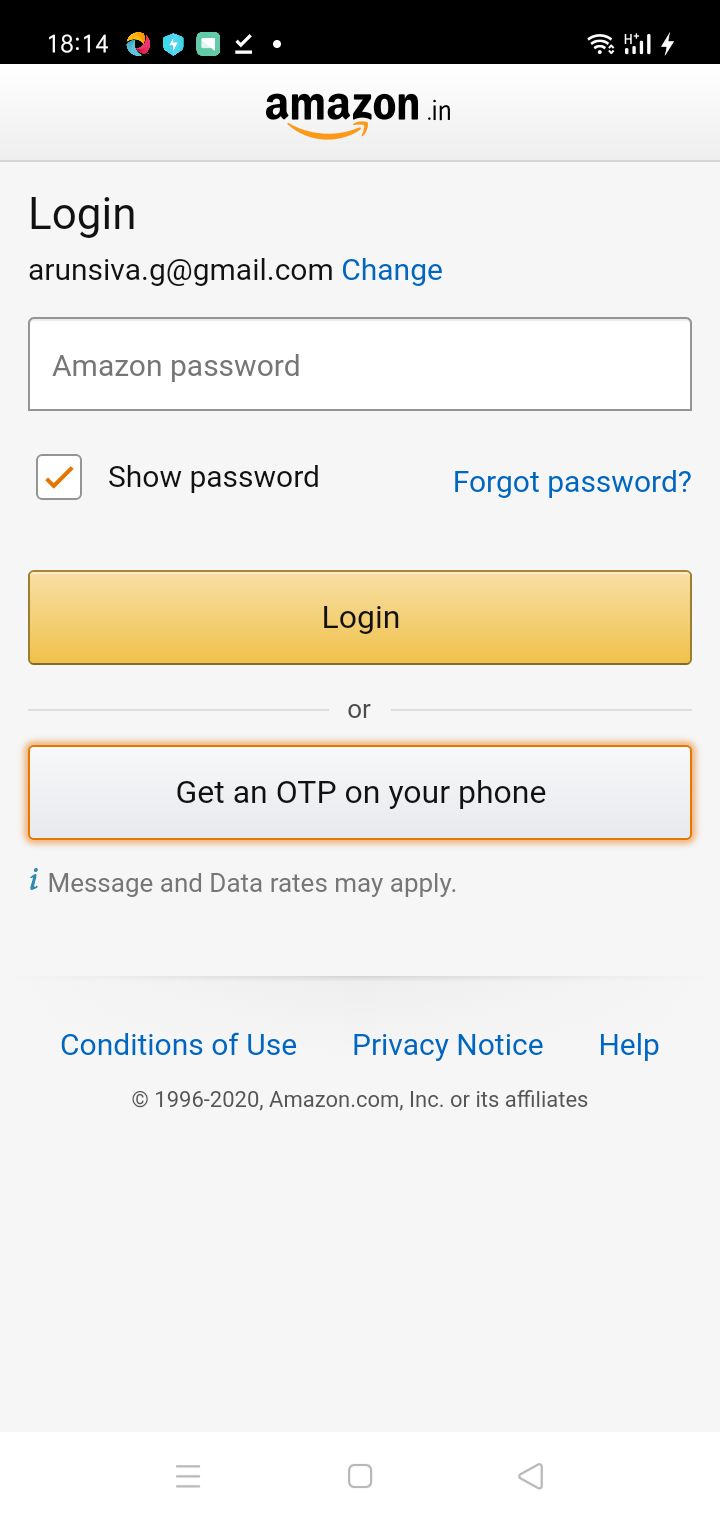 18:14
H+
amazon.in
Login
arunsiva.g@gmail.com Change
Amazon password
Show password Forgot password?
Login
or
Get an OTP on your phone
i Message and Data rates may apply.
Conditions of Use Privacy Notice Help
© 1996-2020, Amazon.com, Inc. or its affiliates